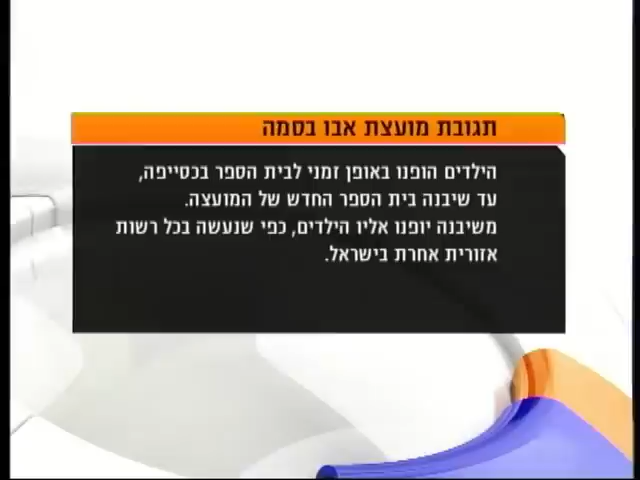 תגובת מועצת אבו בסמה
הילדים הופנו באופן זמני לבית הספר בכסייפה,
עד שיבנה בית הספר החדש של המועצה.
משיבנה יופנו אליו הילדים, כפי שנעשה בכל רשות
אזורית אחרת בישראל.